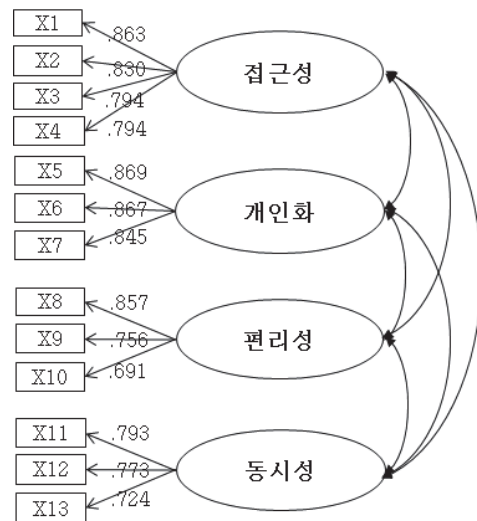 X1
.863
X2
.830
접근성
X3
.794
X4
.794
X5
.869
X6
.867
개인화
X7
.845
X8
.857
X9
.756
편리성
X10
.691
X11
.793
X12
.773
동시성
X13
.724